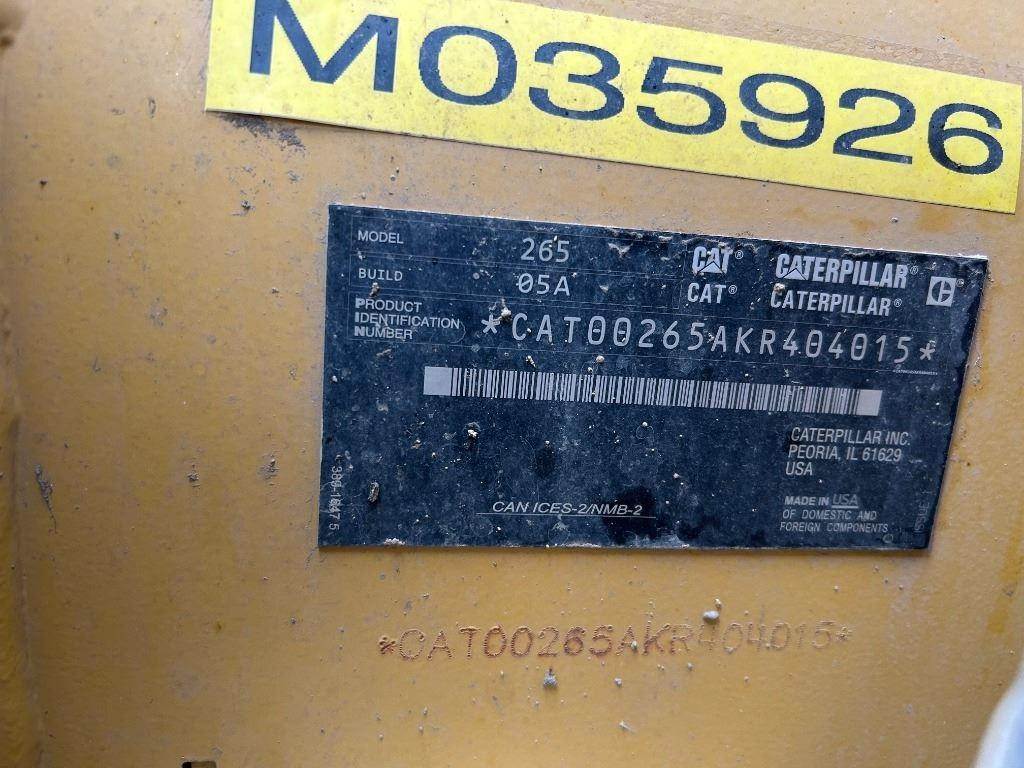 M035926
MODEL 265
BUILD 05A
CAT® CATERPILLAR®
CAT® CATERPILLAR®
PRODUCT IDENTIFICATION NUMBER *CAT00265AKR404015*
CATERPILLAR INC.
PEORIA, IL 61629
USA
MADE IN USA
OF DOMESTIC AND
FOREIGN COMPONENTS
CAN ICES-2/NMB-2
*CAT00265AKR404015*